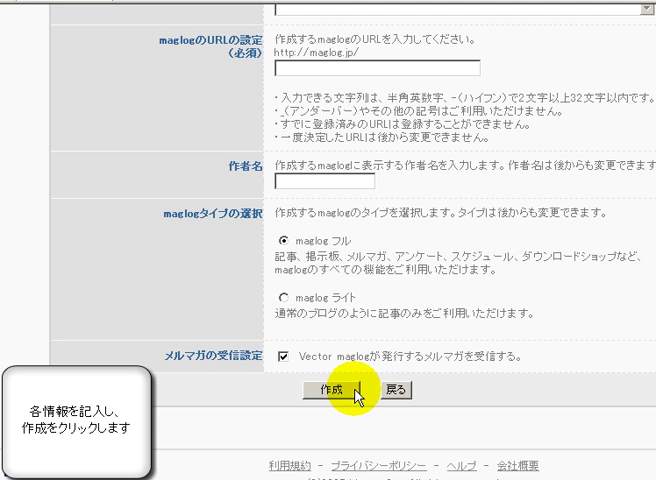 maglogのURLの設定
(必須)
作成するmaglogのURLを入力してください。
http://maglog.jp/
・入力できる文字列は、半角英数字、-(ハイフン)で2文字以上32文字以内です。
・_(アンダーバー)やその他の記号はご利用いただけません。
・すでに登録済みのURLは登録することができません。
・一度決定したURLは後から変更できません。
作者名
作成するmaglogに表示する作者名を入力します。作者名は後からも変更できます
maglogタイプの選択
作成するmaglogのタイプを選択します。タイプは後からも変更できます。
maglog フル
記事、掲示板、メルマガ、アンケート、スケジュール、ダウンロードショップなど、
maglogのすべての機能をご利用いただけます。
maglog ライト
通常のブログのように記事のみをご利用いただけます。
メルマガの受信設定
Vector maglogが発行するメルマガを受信する。
作成 戻る
各情報を記入し、
作成をクリックします
利用規約 - プライバシーポリシー - ヘルプ - 会社概要